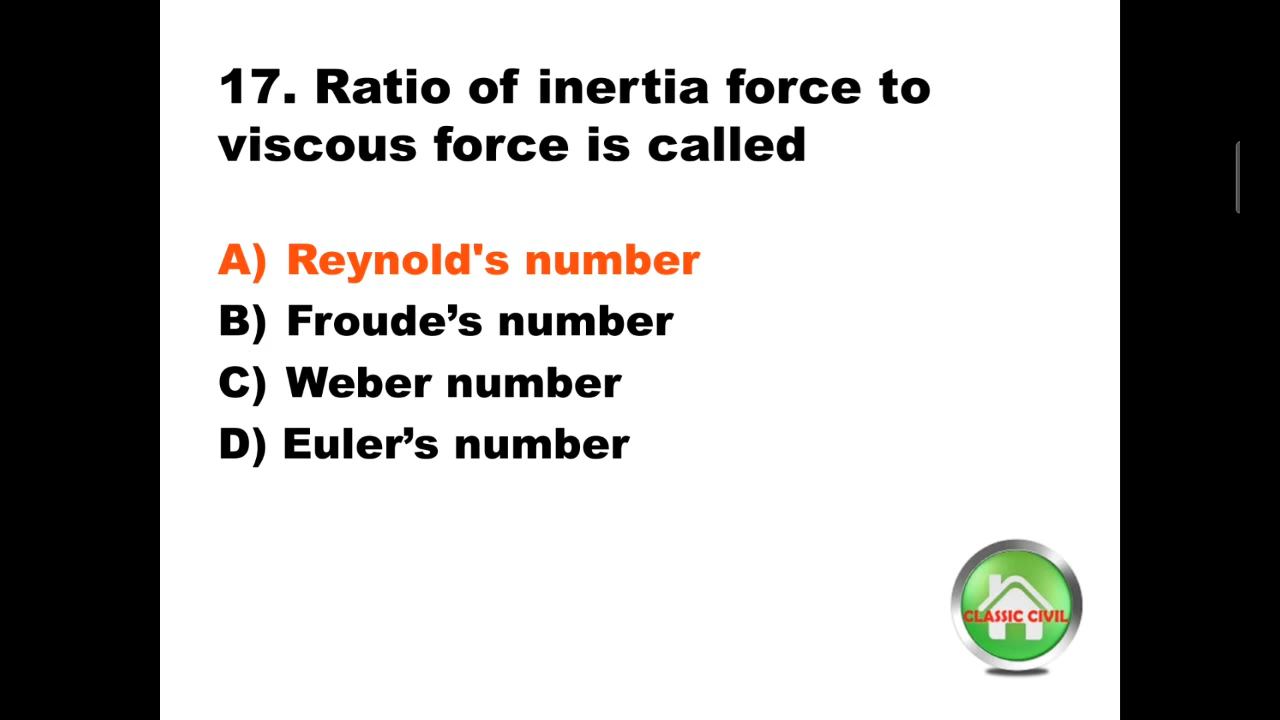 17. Ratio of inertia force to
viscous force is called
A) Reynold's number
B) Froude’s number
C) Weber number
D) Euler’s number
CLASSIC CIVIL